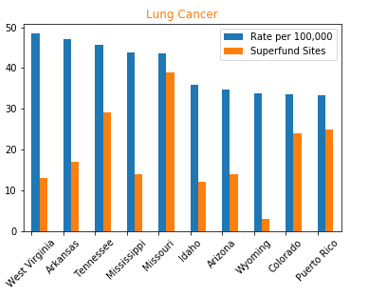 Lung Cancer
Rate per 100,000
Superfund Sites
50
40
30
20
10
0
West Virginia
Arkansas
Tennessee
Mississippi
Missouri
Idaho
Arizona
Wyoming
Colorado
Puerto Rico